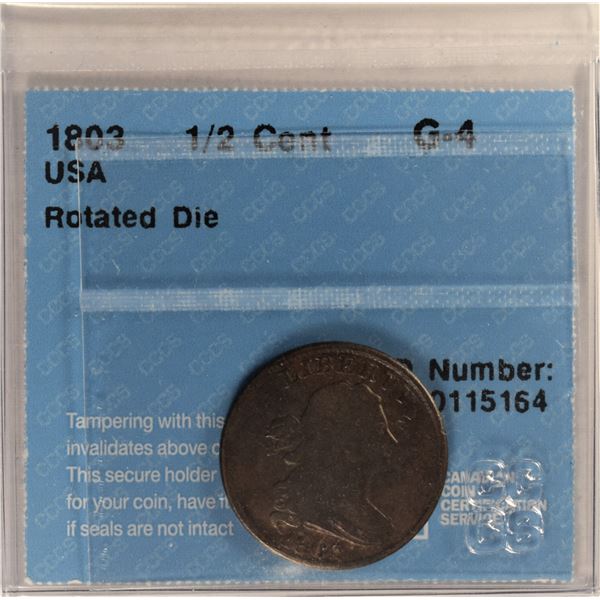 1803 1/2 Cent G-4
USA
Rotated Die
Number:
0115164
Tampering with this
invalidates above
This secure holder
for your coin, have it
if seals are not intact
CANADIAN
COIN
CERTIFICATION
SERVICE
LIBERTY